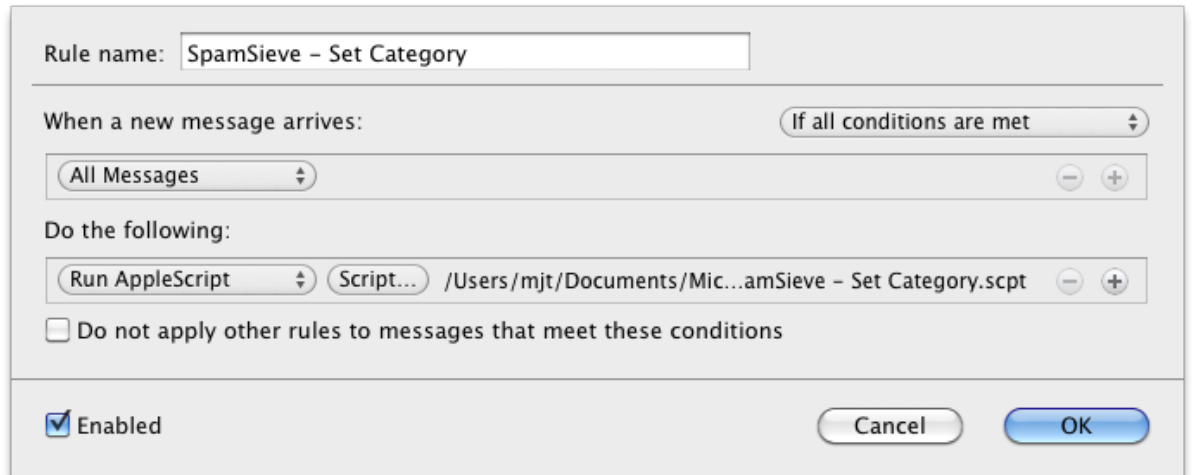 Rule name: SpamSieve – Set Category
When a new message arrives: If all conditions are met
All Messages
Do the following:
Run AppleScript Script... /Users/mjt/Documents/Mic...amSieve – Set Category.scpt
Do not apply other rules to messages that meet these conditions
Enabled Cancel OK